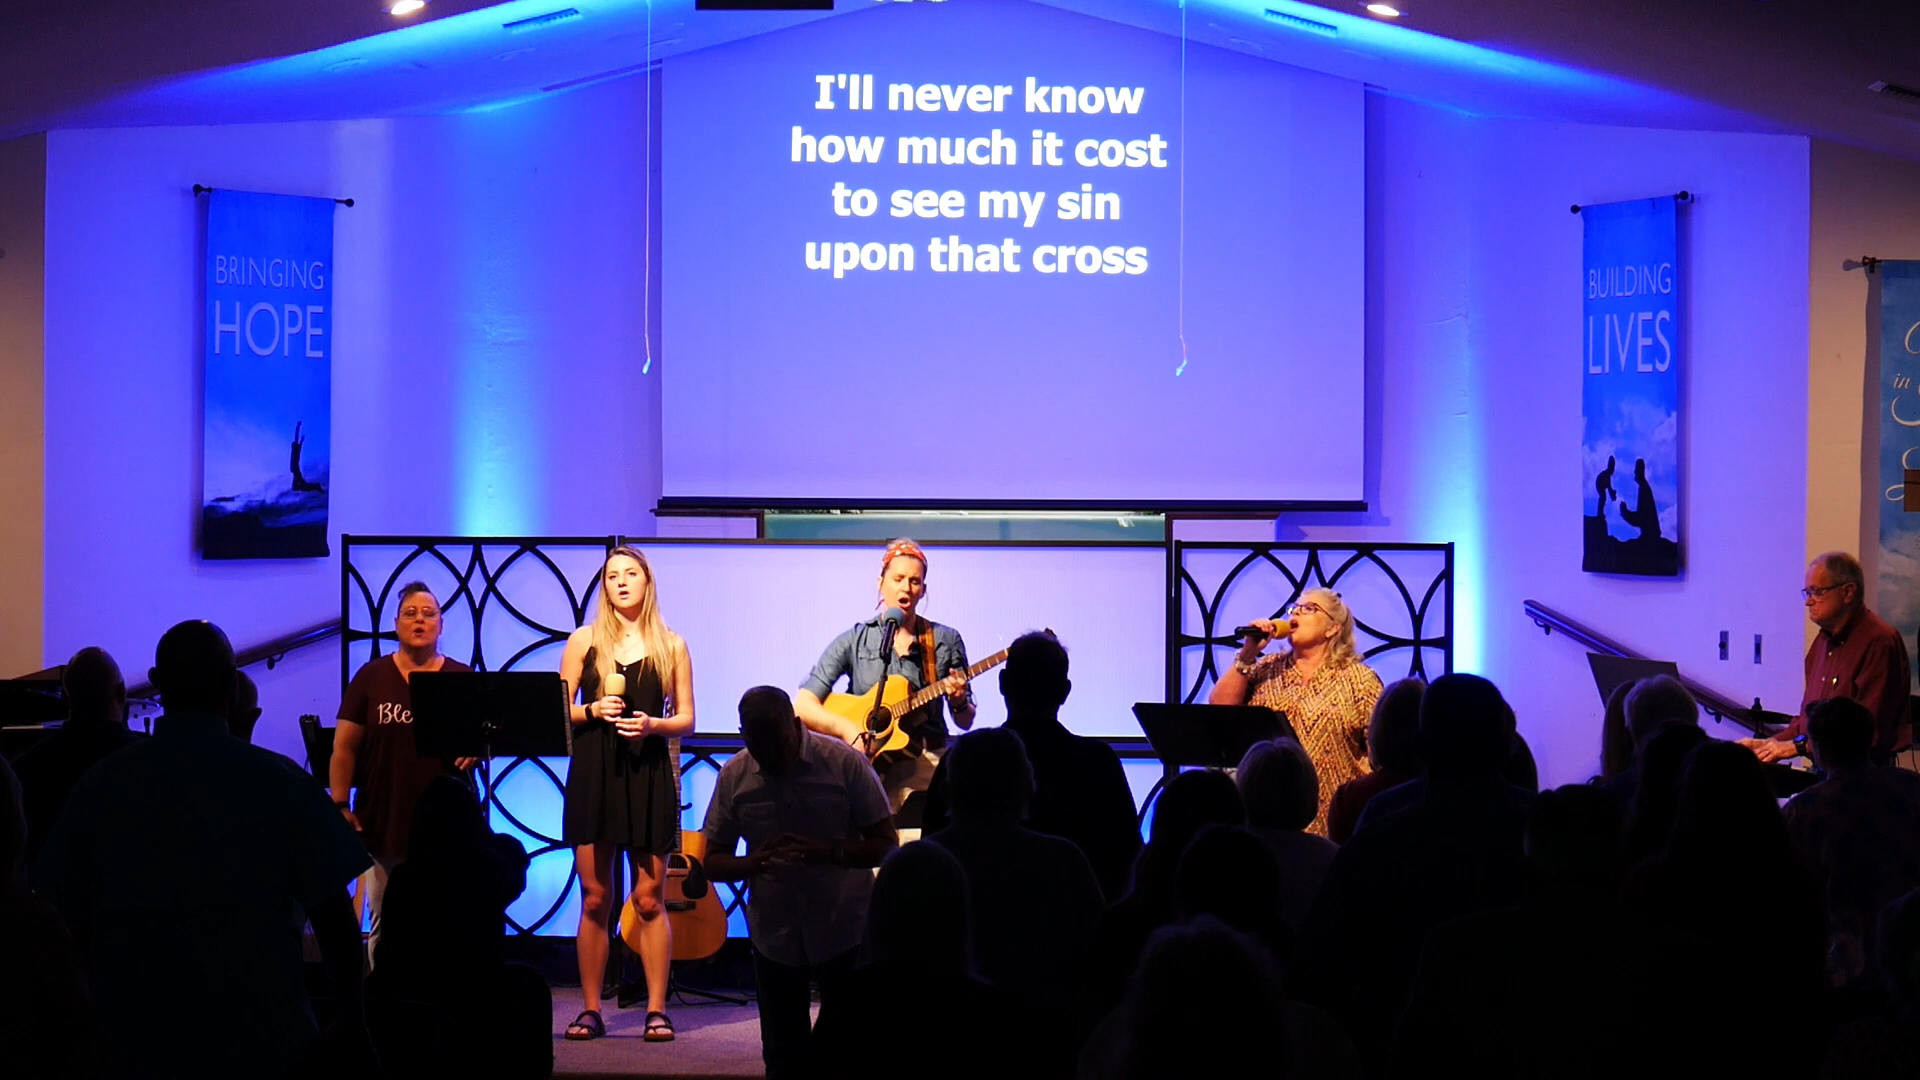 I'll never know
how much it cost
to see my sin
upon that cross
BRINGING
HOPE
BUILDING
LIVES
in
Ble